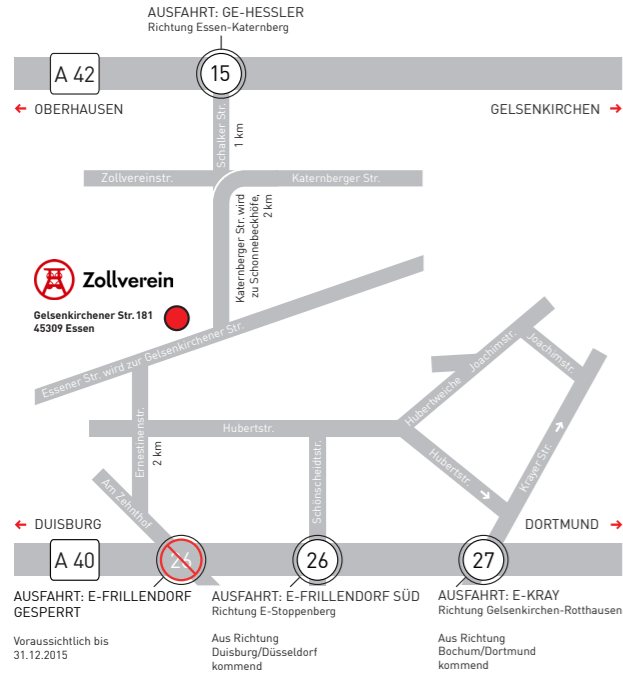 AUSFAHRT: GE-HESSLER
Richtung Essen-Katernberg
A 42
15
← OBERHAUSEN
GELSENKIRCHEN →
Schalker Str.
1 km
Zollvereinstr.
Katernberger Str.
Katernberger Str. wird
zu Schonnebeckhöfe,
2 km
Zollverein
Gelsenkirchener Str. 181
45309 Essen
Essener Str. wird zur Gelsenkirchener Str.
Joachimstr.
Joachimstr.
Hubertweiche
Ernestinenstr.
2 km
Hubertstr.
Hubertstr.
Schönscheidtstr.
Krayer Str.
Am Zehnthof
← DUISBURG
DORTMUND →
A 40
26
26
27
AUSFAHRT: E-FRILLENDORF
GESPERRT
Voraussichtlich bis
31.12.2015
AUSFAHRT: E-FRILLENDORF SÜD
Richtung E-Stoppenberg
Aus Richtung
Duisburg/Düsseldorf
kommend
AUSFAHRT: E-KRAY
Richtung Gelsenkirchen-Rotthausen
Aus Richtung
Bochum/Dortmund
kommend